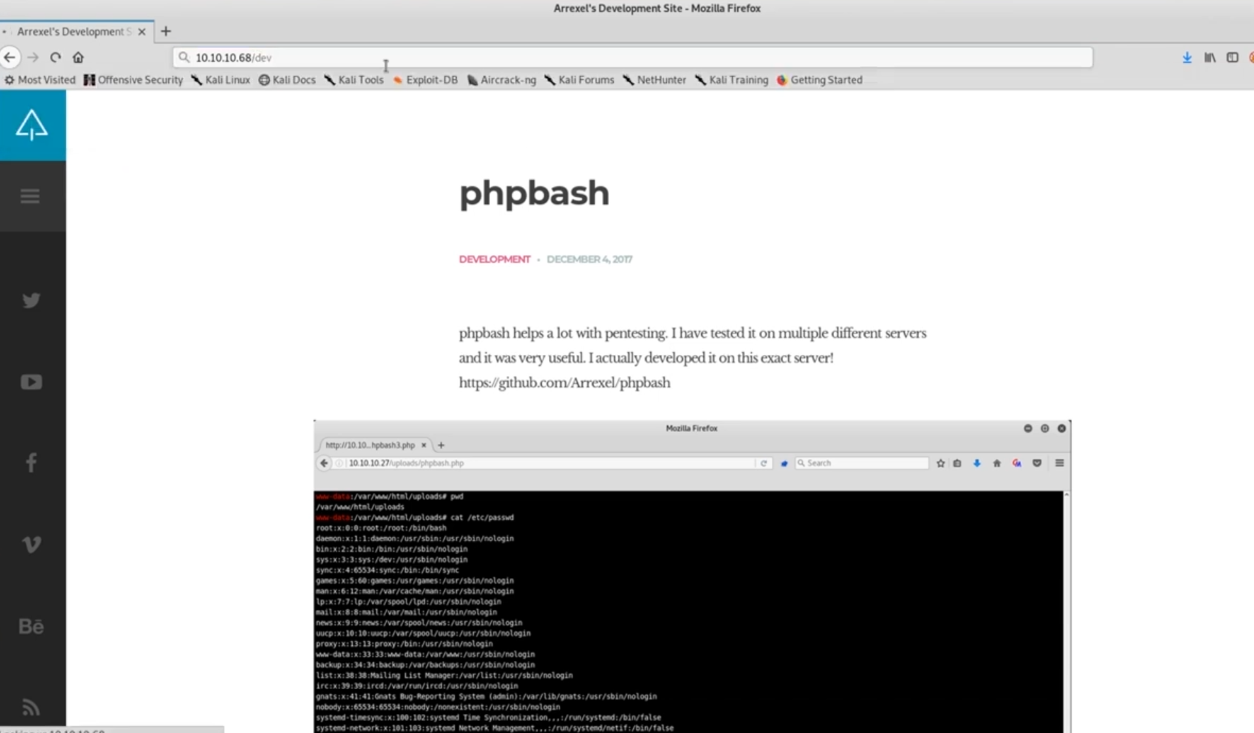 Arrexel's Development Site - Mozilla Firefox
Arrexel's Development S
10.10.10.68/dev
Most Visited Offensive Security Kali Linux Kali Docs Kali Tools Exploit-DB Aircrack-ng Kali Forums NetHunter Kali Training Getting Started
phpbash
DEVELOPMENT • DECEMBER 4, 2017
phpbash helps a lot with pentesting. I have tested it on multiple different servers
and it was very useful. I actually developed it on this exact server!
https://github.com/Arrexel/phpbash
Mozilla Firefox
http://10.10...hpbash3.php
10.10.10.27/uploads/phpbash.php Search
www-data:/var/www/html/uploads# pwd
/var/www/html/uploads
www-data:/var/www/html/uploads# cat /etc/passwd
root:x:0:0:root:/root:/bin/bash
daemon:x:1:1:daemon:/usr/sbin:/usr/sbin/nologin
bin:x:2:2:bin:/bin:/usr/sbin/nologin
sys:x:3:3:sys:/dev:/usr/sbin/nologin
sync:x:4:65534:sync:/bin:/bin/sync
games:x:5:60:games:/usr/games:/usr/sbin/nologin
man:x:6:12:man:/var/cache/man:/usr/sbin/nologin
lp:x:7:7:lp:/var/spool/lpd:/usr/sbin/nologin
mail:x:8:8:mail:/var/mail:/usr/sbin/nologin
news:x:9:9:news:/var/spool/news:/usr/sbin/nologin
uucp:x:10:10:uucp:/var/spool/uucp:/usr/sbin/nologin
proxy:x:13:13:proxy:/bin:/usr/sbin/nologin
www-data:x:33:33:www-data:/var/www:/usr/sbin/nologin
backup:x:34:34:backup:/var/backups:/usr/sbin/nologin
list:x:38:38:Mailing List Manager:/var/list:/usr/sbin/nologin
irc:x:39:39:ircd:/var/run/ircd:/usr/sbin/nologin
gnats:x:41:41:Gnats Bug-Reporting System (admin):/var/lib/gnats:/usr/sbin/nologin
nobody:x:65534:65534:nobody:/nonexistent:/usr/sbin/nologin
systemd-timesync:x:100:102:systemd Time Synchronization,,,:/run/systemd:/bin/false
systemd-network:x:101:103:systemd Network Management,,,:/run/systemd/netif:/bin/false
Bē